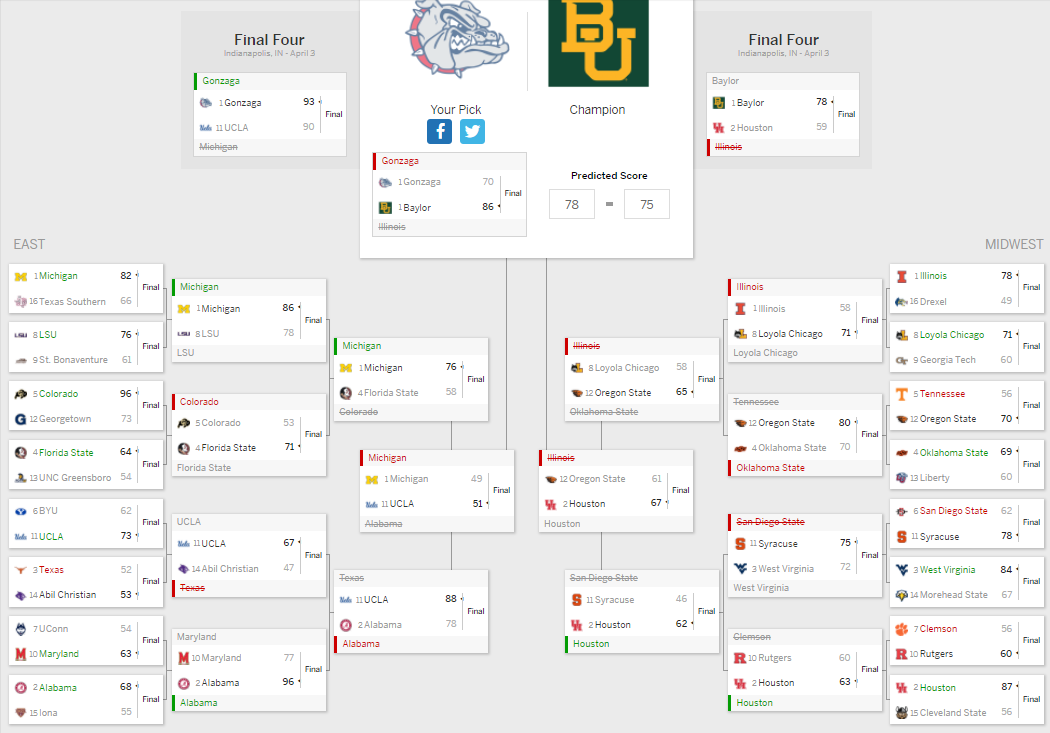 Final Four
Indianapolis, IN - April 3
Gonzaga
1 Gonzaga 93
Final
11 UCLA 90
Michigan
BU
Your Pick
Champion
Gonzaga
1 Gonzaga 70
Final
1 Baylor 86
Illinois
Predicted Score
78 - 75
Final Four
Indianapolis, IN - April 3
Baylor
1 Baylor 78
Final
2 Houston 59
Illinois
EAST
1 Michigan 82
Final
16 Texas Southern 66
8 LSU 76
Final
9 St. Bonaventure 61
5 Colorado 96
Final
12 Georgetown 73
4 Florida State 64
Final
13 UNC Greensboro 54
6 BYU 62
Final
11 UCLA 73
3 Texas 52
Final
14 Abil Christian 53
7 UConn 54
Final
10 Maryland 63
2 Alabama 68
Final
15 Iona 55
Michigan
1 Michigan 86
Final
8 LSU 78
LSU
Colorado
5 Colorado 53
Final
4 Florida State 71
Florida State
UCLA
11 UCLA 67
Final
14 Abil Christian 47
Texas
Maryland
10 Maryland 77
Final
2 Alabama 96
Alabama
Michigan
1 Michigan 76
Final
4 Florida State 58
Colorado
Texas
11 UCLA 88
Final
2 Alabama 78
Alabama
Michigan
1 Michigan 49
Final
11 UCLA 51
Alabama
MIDWEST
Illinois
12 Oregon State 61
Final
2 Houston 67
Houston
Illinois
8 Loyola Chicago 58
Final
12 Oregon State 65
Oklahoma State
San Diego State
11 Syracuse 46
Final
2 Houston 62
Houston
Illinois
1 Illinois 58
Final
8 Loyola Chicago 71
Loyola Chicago
Tennessee
12 Oregon State 80
Final
4 Oklahoma State 70
Oklahoma State
San Diego State
11 Syracuse 75
Final
3 West Virginia 72
West Virginia
Clemson
10 Rutgers 60
Final
2 Houston 63
Houston
1 Illinois 78
Final
16 Drexel 49
8 Loyola Chicago 71
Final
9 Georgia Tech 60
5 Tennessee 56
Final
12 Oregon State 70
4 Oklahoma State 69
Final
13 Liberty 60
6 San Diego State 62
Final
11 Syracuse 78
3 West Virginia 84
Final
14 Morehead State 67
7 Clemson 56
Final
10 Rutgers 60
2 Houston 87
Final
15 Cleveland State 56